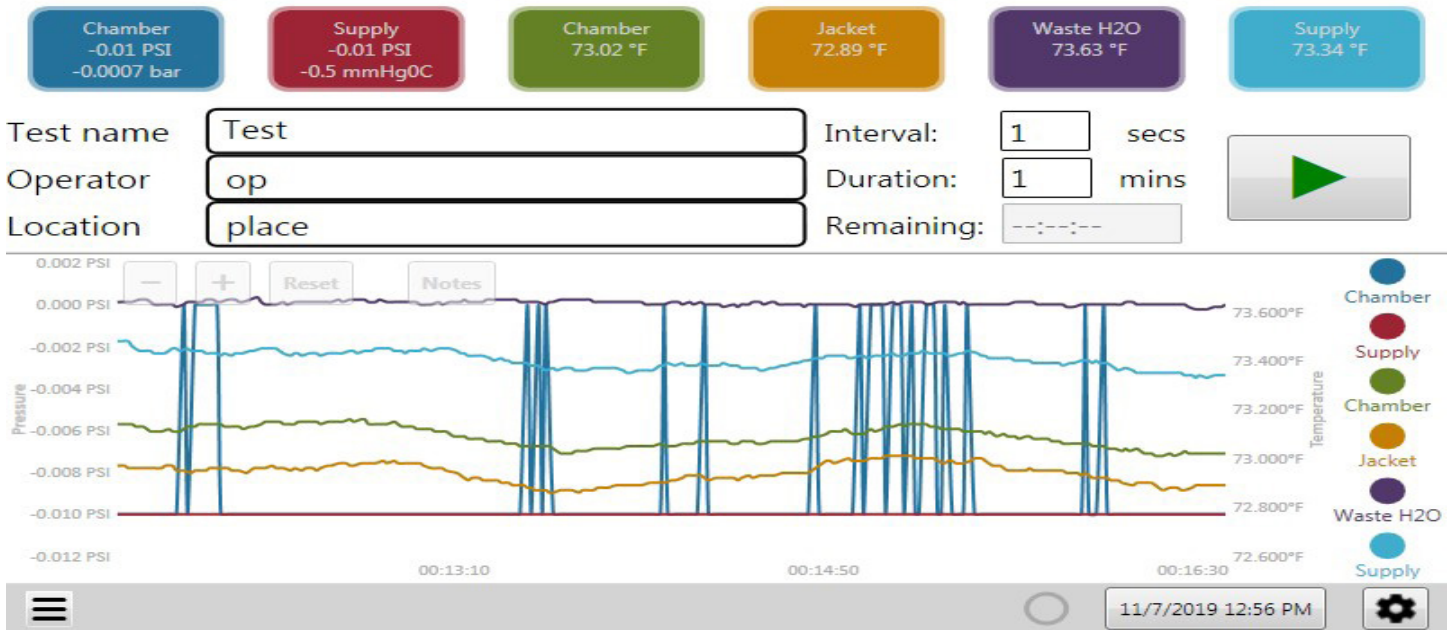 Chamber
-0.01 PSI
-0.0007 bar
Supply
-0.01 PSI
-0.5 mmHg0C
Chamber
73.02 °F
Jacket
72.89 °F
Waste H2O
73.63 °F
Supply
73.34 °F
Test name
Test
Interval:
1
secs
Operator
op
Duration:
1
mins
Location
place
Remaining:
--:--:--
−
+
Reset
Notes
Pressure
0.002 PSI
0.000 PSI
-0.002 PSI
-0.004 PSI
-0.006 PSI
-0.008 PSI
-0.010 PSI
-0.012 PSI
00:13:10
00:14:50
00:16:30
73.600°F
73.400°F
73.200°F
73.000°F
72.800°F
72.600°F
Temperature
Chamber
Supply
Chamber
Jacket
Waste H2O
Supply
11/7/2019 12:56 PM